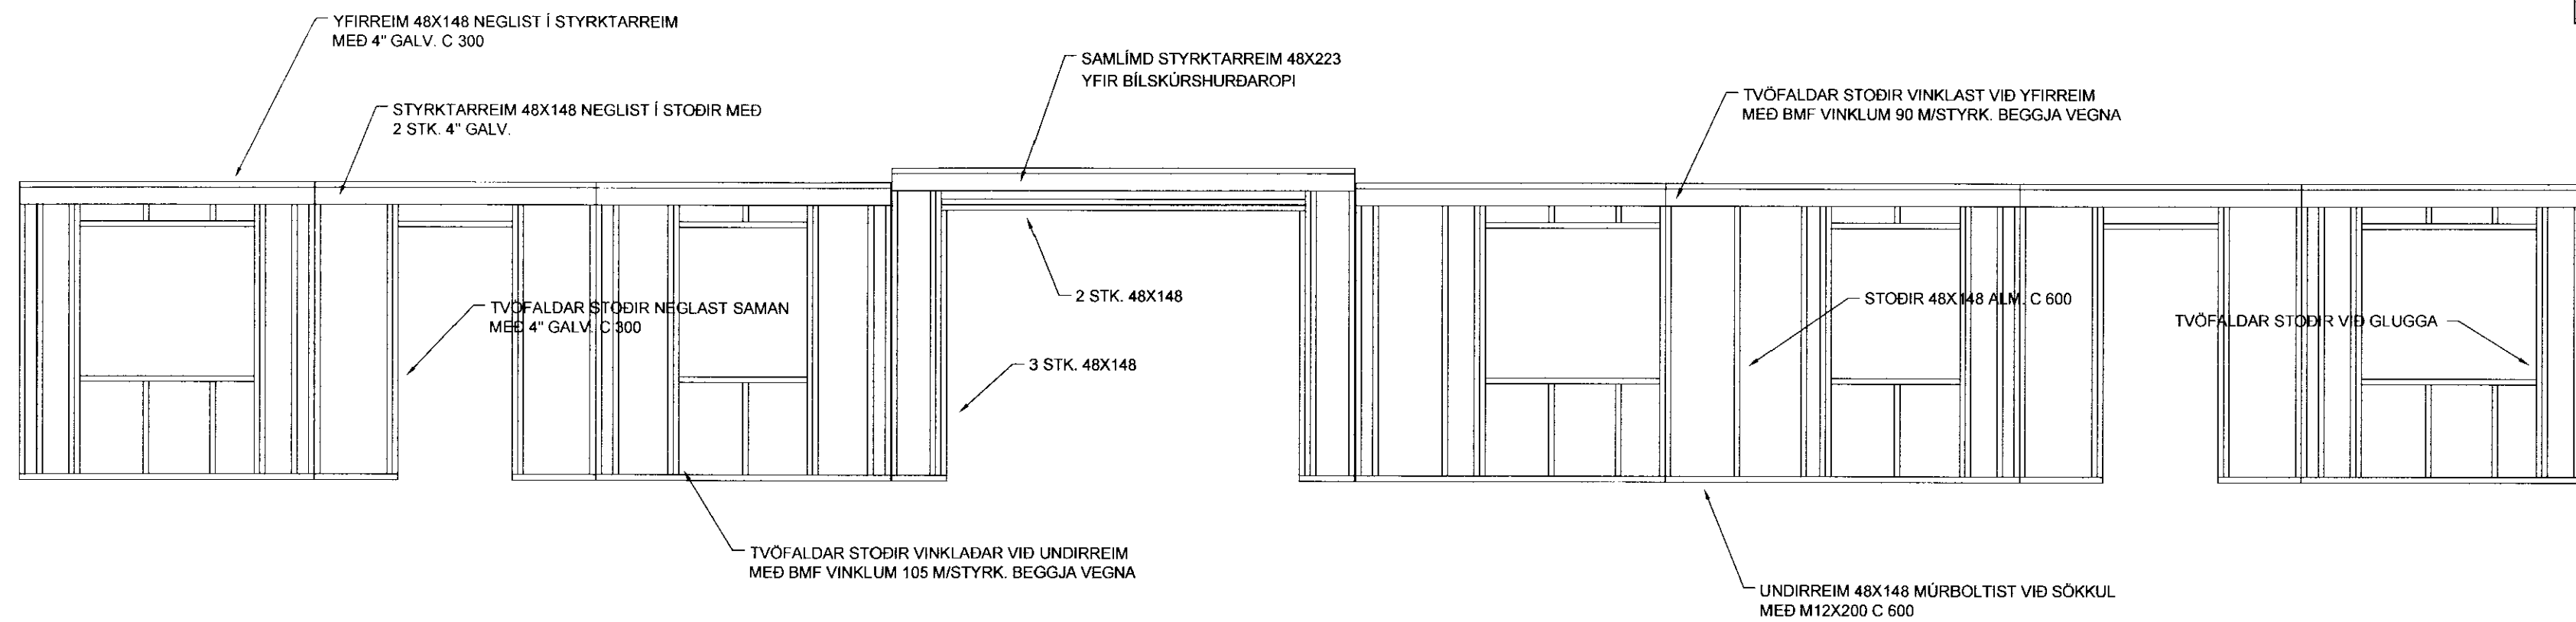 YFIRREIM 48X148 NEGLIST Í STYRKTARREIM
MEÐ 4" GALV. C 300
SAMLÍMD STYRKTARREIM 48X223
YFIR BÍLSKÚRSHURÐAROPI
STYRKTARREIM 48X148 NEGLIST Í STOÐIR MEÐ
2 STK. 4" GALV.
TVÖFALDAR STOÐIR VINKLAST VIÐ YFIRREIM
MEÐ BMF VINKLUM 90 M/STYRK. BEGGJA VEGNA
2 STK. 48X148
TVÖFALDAR STOÐIR NEGLAST SAMAN
MEÐ 4" GALV. C 300
STOÐIR 48X148 ALM. C 600
TVÖFALDAR STOÐIR VIÐ GLUGGA
3 STK. 48X148
TVÖFALDAR STOÐIR VINKLAÐAR VIÐ UNDIRREIM
MEÐ BMF VINKLUM 105 M/STYRK. BEGGJA VEGNA
UNDIRREIM 48X148 MÚRBOLTIST VIÐ SÖKKUL
MEÐ M12X200 C 600